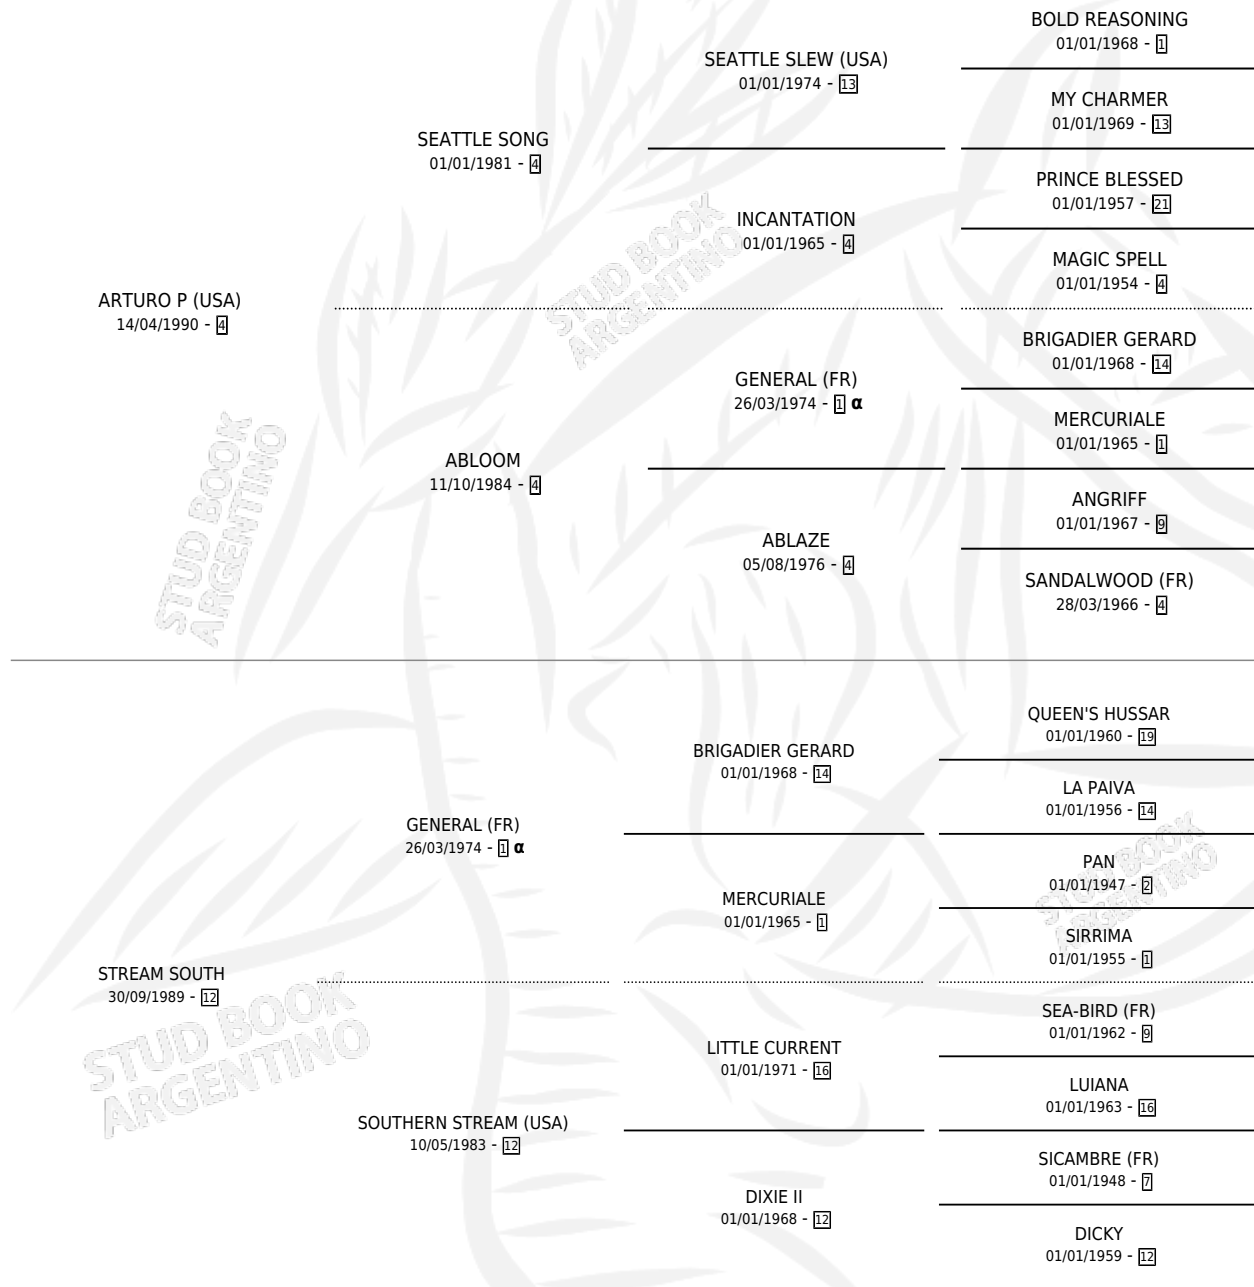 BOLD REASONING
01/01/1968 - 1
SEATTLE SLEW (USA)
01/01/1974 - 13
MY CHARMER
01/01/1969 - 13
SEATTLE SONG
01/01/1981 - 4
PRINCE BLESSED
01/01/1957 - 21
INCANTATION
01/01/1965 - 4
MAGIC SPELL
01/01/1954 - 4
ARTURO P (USA)
14/04/1990 - 4
BRIGADIER GERARD
01/01/1968 - 14
GENERAL (FR)
26/03/1974 - 1 α
MERCURIALE
01/01/1965 - 1
ABLOOM
11/10/1984 - 4
ANGRIFF
01/01/1967 - 9
ABLAZE
05/08/1976 - 4
SANDALWOOD (FR)
28/03/1966 - 4
QUEEN'S HUSSAR
01/01/1960 - 19
BRIGADIER GERARD
01/01/1968 - 14
LA PAIVA
01/01/1956 - 14
GENERAL (FR)
26/03/1974 - 1 α
PAN
01/01/1947 - 2
MERCURIALE
01/01/1965 - 1
SIRRIMA
01/01/1955 - 1
STREAM SOUTH
30/09/1989 - 12
SEA-BIRD (FR)
01/01/1962 - 9
LITTLE CURRENT
01/01/1971 - 16
LUIANA
01/01/1963 - 16
SOUTHERN STREAM (USA)
10/05/1983 - 12
SICAMBRE (FR)
01/01/1948 - 7
DIXIE II
01/01/1968 - 12
DICKY
01/01/1959 - 12
STUD BOOK
ARGENTINO
STUD BOOK
ARGENTINO
STUD BOOK
ARGENTINO
STUD BOOK
ARGENTINO